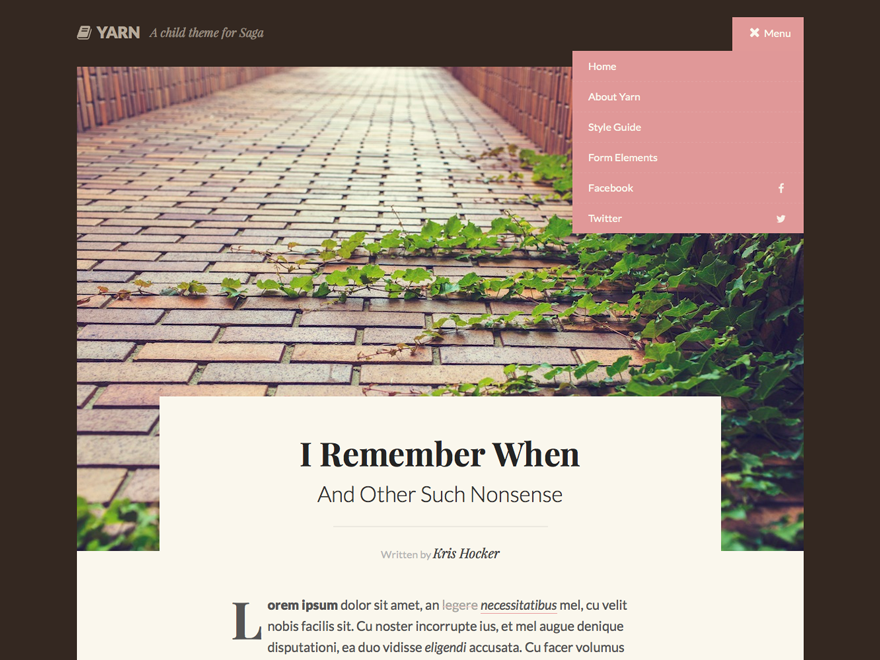 YARN A child theme for Saga
Menu
Home
About Yarn
Style Guide
Form Elements
Facebook
Twitter
I Remember When
And Other Such Nonsense
Written by Kris Hocker
Lorem ipsum dolor sit amet, an legere necessitatibus mel, cu velit
nobis facilis sit. Cu noster incorrupte ius, et mel augue denique
disputationi, ea duo vidisse eligendi accusata. Cu facer volumus